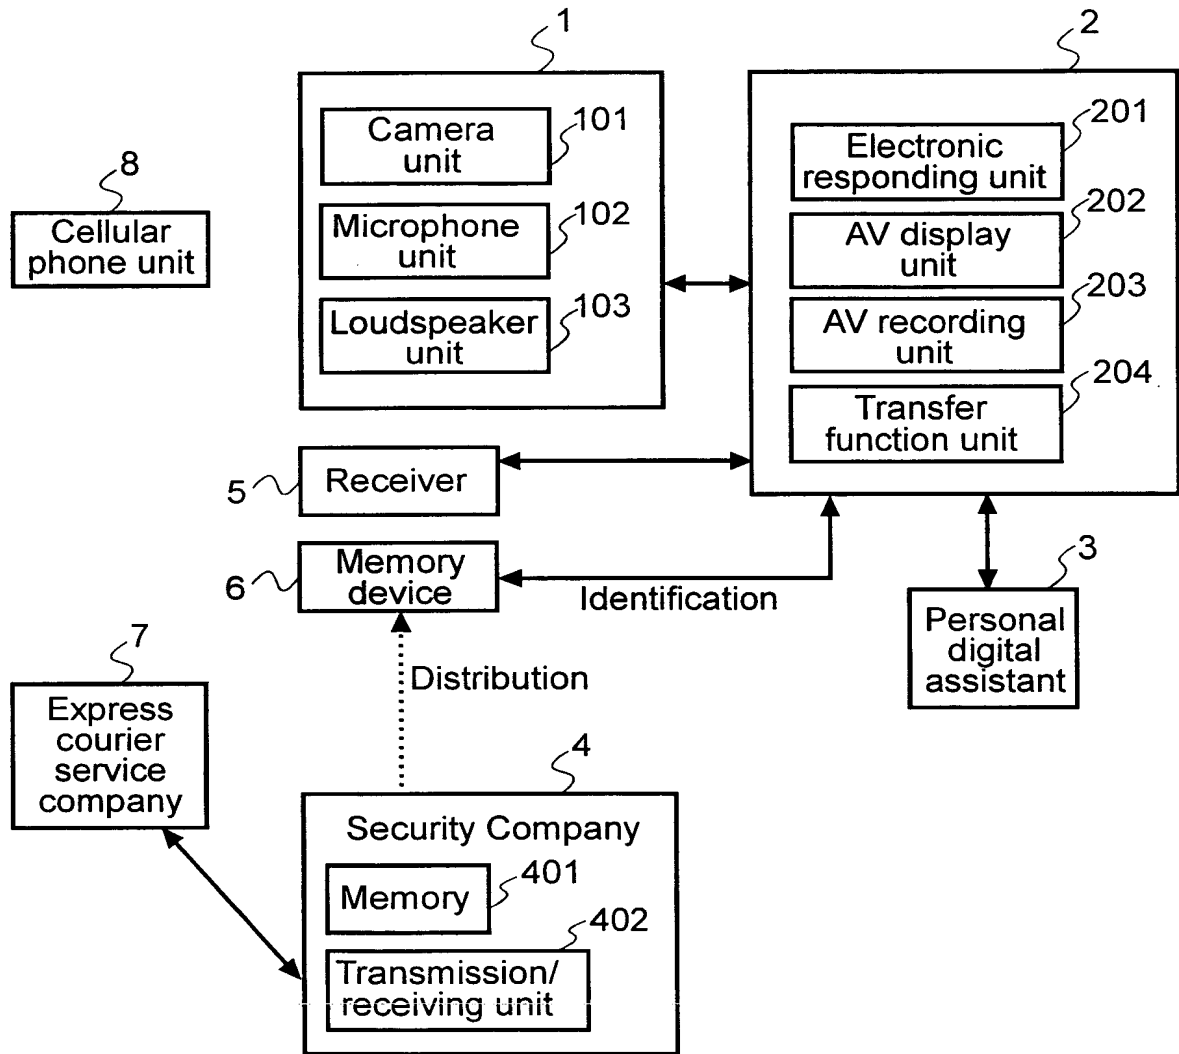 1
2
Camera
unit
101
Microphone
unit
102
Loudspeaker
unit
103
Electronic
responding unit
201
AV display
unit
202
AV recording
unit
203
Transfer
function unit
204
8
Cellular
phone unit
5
Receiver
6
Memory
device
Identification
3
Personal
digital
assistant
Distribution
7
Express
courier
service
company
4
Security Company
Memory
401
402
Transmission/
receiving unit